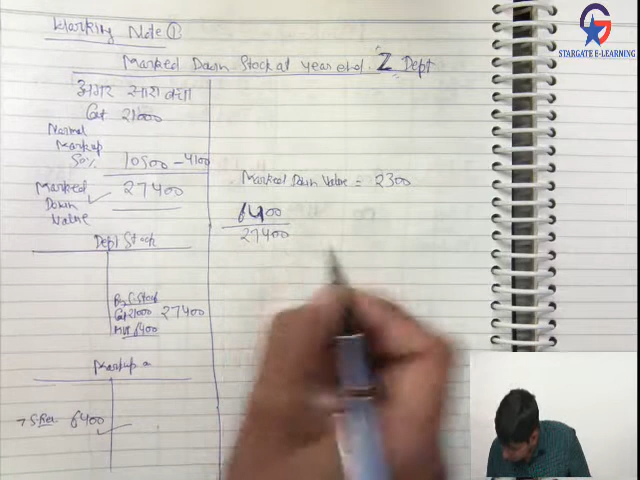 Working Note ①
Marked Down Stock at year end. Z Dept
अगर सारा बचा
Cost 21000
Normal
Markup
50% 10500 - 4100
Marked 27400
Down
Value
Dept Stock
By C. Stock
Cost 21000 27400
MU 6400
Markup a
→ S. Res 6400
Marked Down Value = 2300
6400
27400
STARGATE E-LEARNING